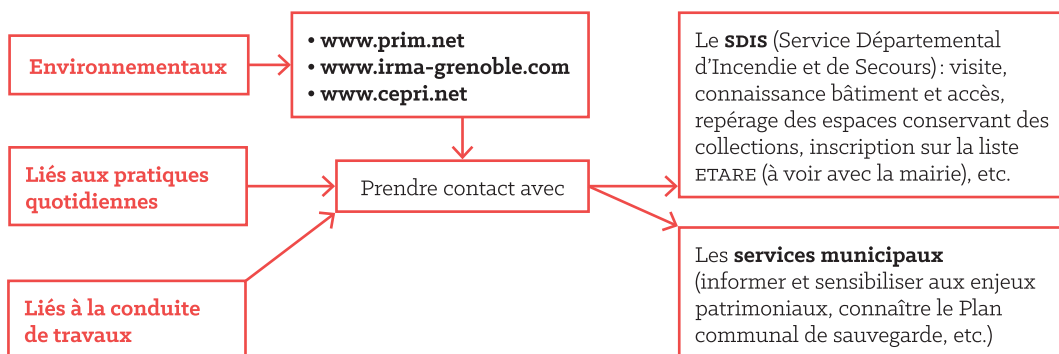 Environnementaux
• www.prim.net
• www.irma-grenoble.com
• www.cepri.net
Liés aux pratiques
quotidiennes
Liés à la conduite
de travaux
Prendre contact avec
Le SDIS (Service Départemental
d’Incendie et de Secours) : visite,
connaissance bâtiment et accès,
repérage des espaces conservant des
collections, inscription sur la liste
ETARE (à voir avec la mairie), etc.
Les services municipaux
(informer et sensibiliser aux enjeux
patrimoniaux, connaître le Plan
communal de sauvegarde, etc.)